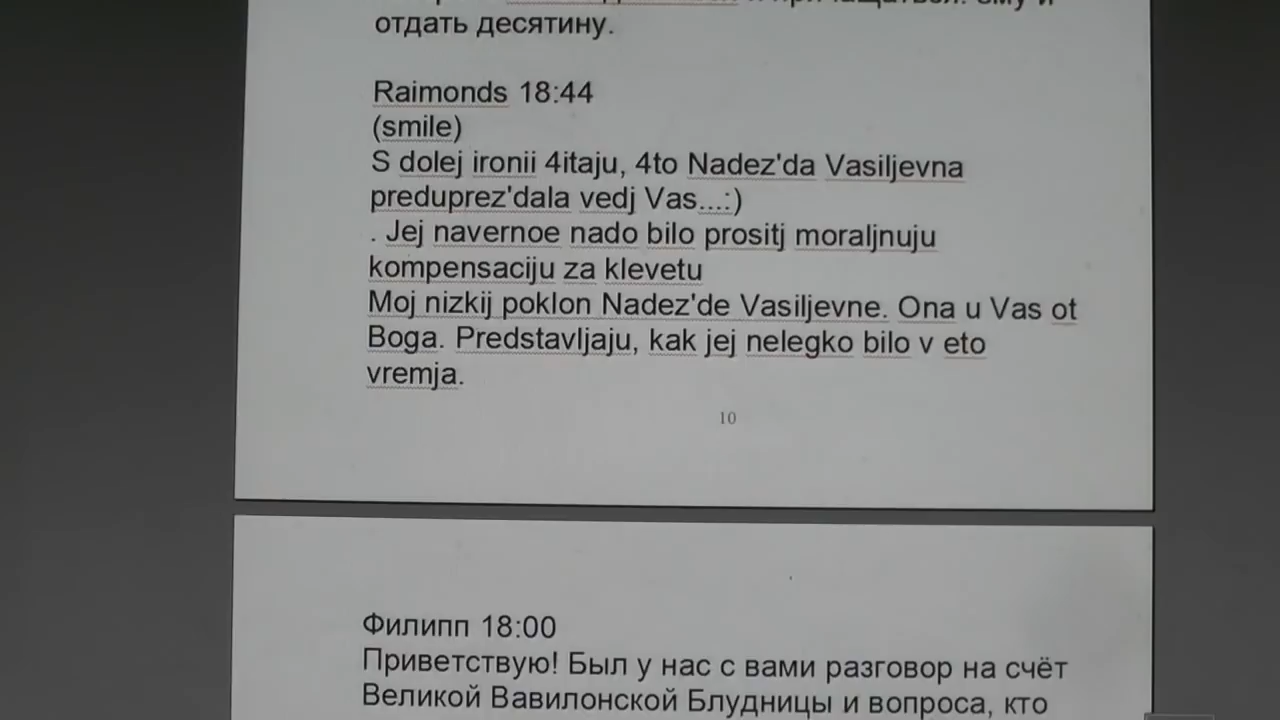 отдать десятину.
Raimonds 18:44
(smile)
S dolej ironii 4itaju, 4to Nadez'da Vasiljevna
preduprez'dala vedj Vas...:)
. Jej navernoe nado bilo prositj moraljnuju
kompensaciju za klevetu
Moj nizkij poklon Nadez'de Vasiljevne. Ona u Vas ot
Boga. Predstavljaju, kak jej nelegko bilo v eto
vremja.
10
Филипп 18:00
Приветствую! Был у нас с вами разговор на счёт
Великой Вавилонской Блудницы и вопроса, кто